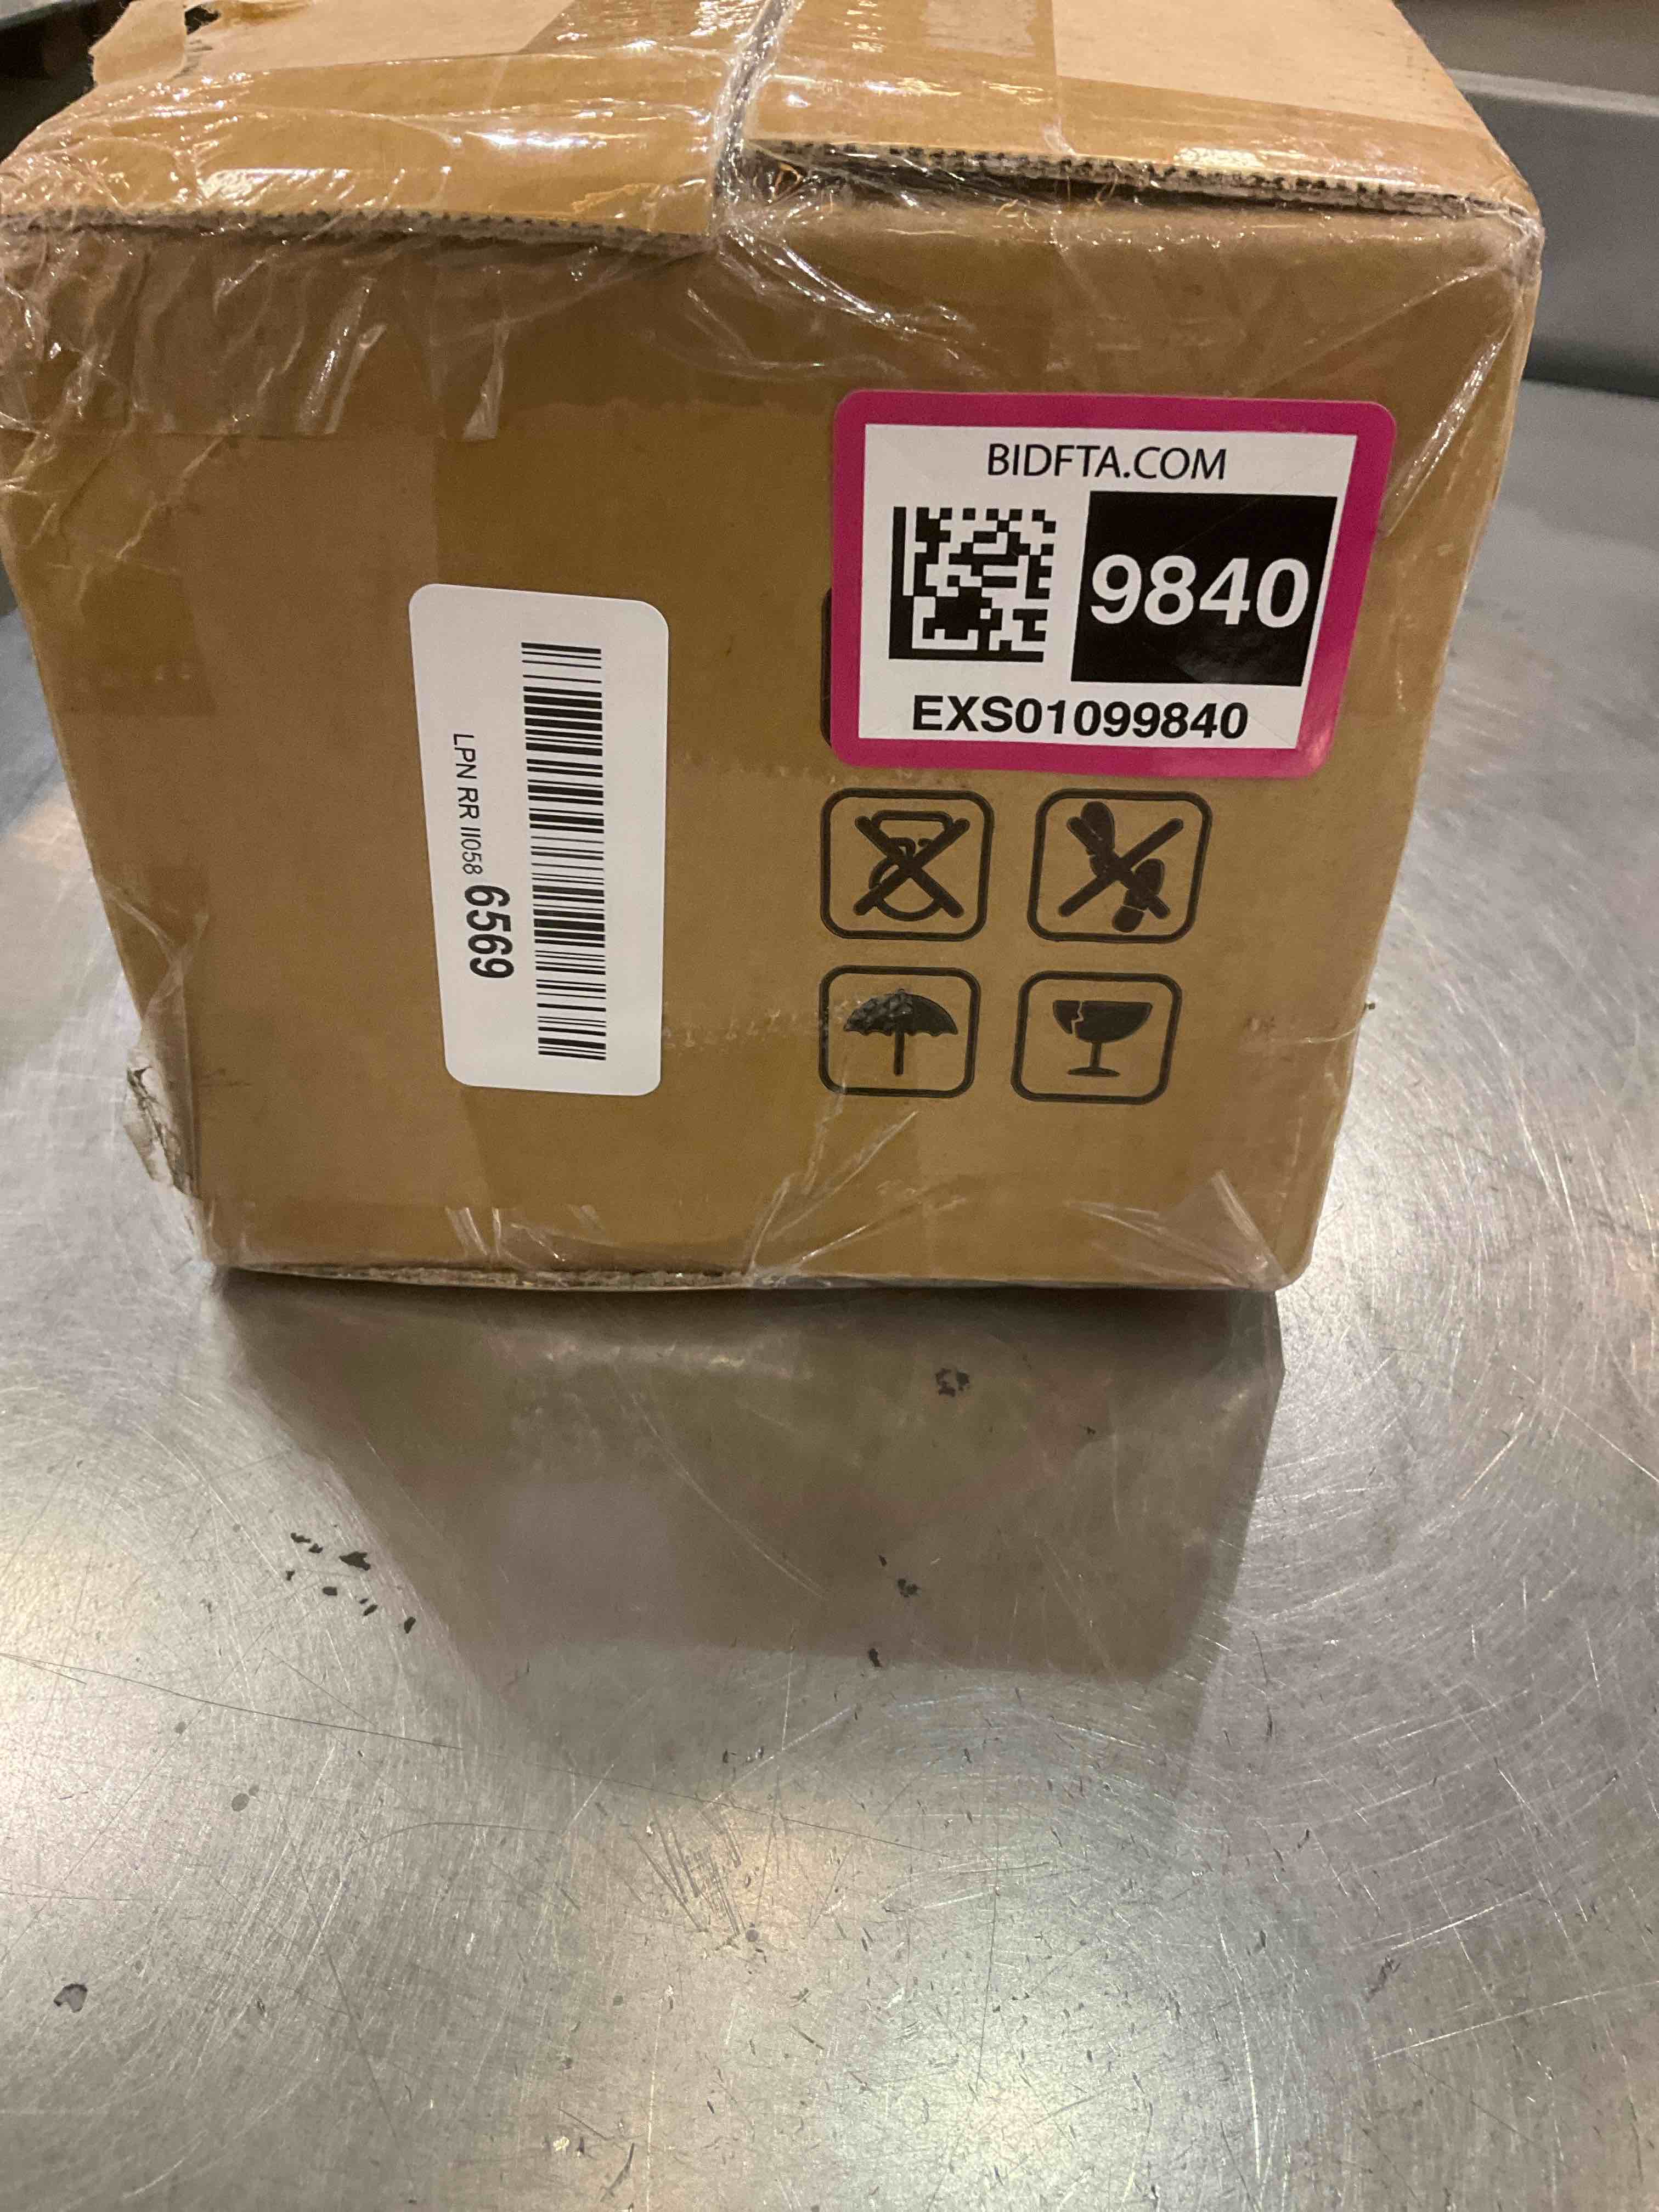 BIDFTA.COM
9840
EXS01099840
LPN RR II058 6569